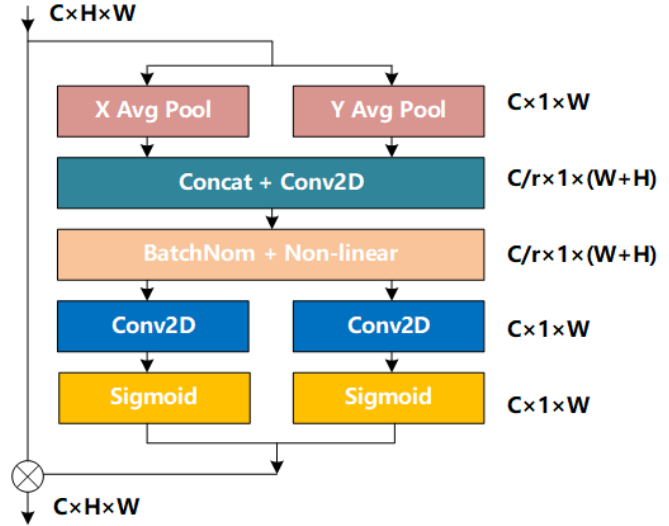 C×H×W
X Avg Pool
Y Avg Pool
C×1×W
Concat + Conv2D
C/r×1×(W+H)
BatchNom + Non-linear
C/r×1×(W+H)
Conv2D
Conv2D
C×1×W
Sigmoid
Sigmoid
C×1×W
C×H×W